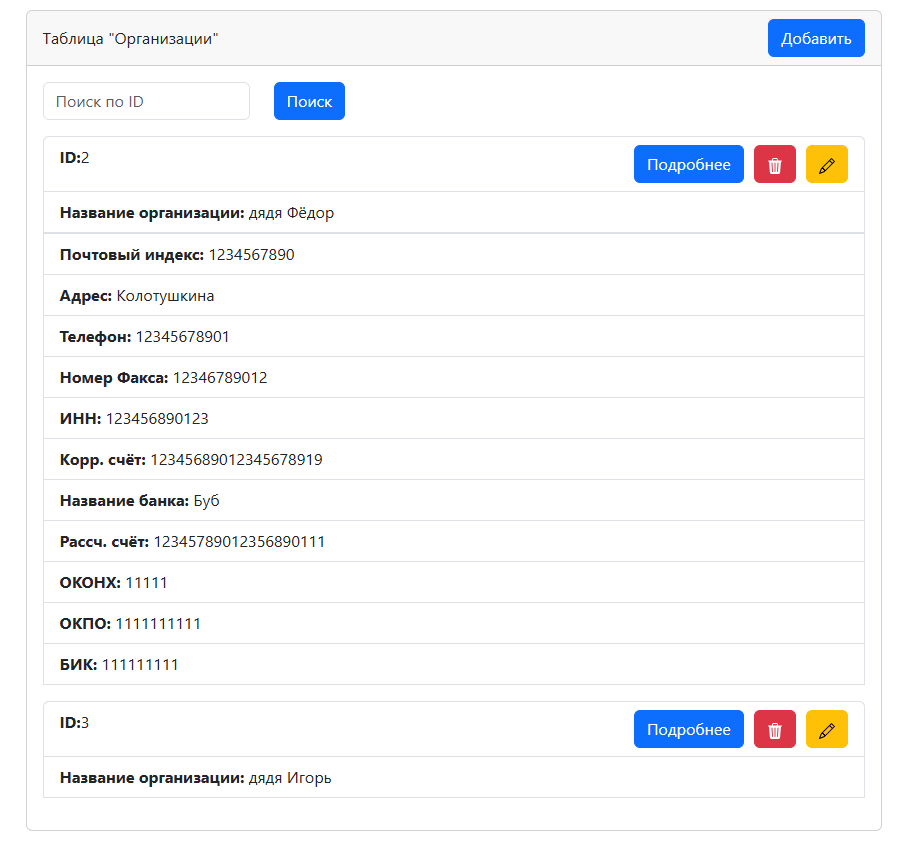 Таблица "Организации" Добавить
Поиск по ID Поиск
ID:2 Подробнее
Название организации: дядя Фёдор
Почтовый индекс: 1234567890
Адрес: Колотушкина
Телефон: 12345678901
Номер Факса: 12346789012
ИНН: 123456890123
Корр. счёт: 12345689012345678919
Название банка: Буб
Рассч. счёт: 12345789012356890111
ОКОНХ: 11111
ОКПО: 1111111111
БИК: 111111111
ID:3 Подробнее
Название организации: дядя Игорь